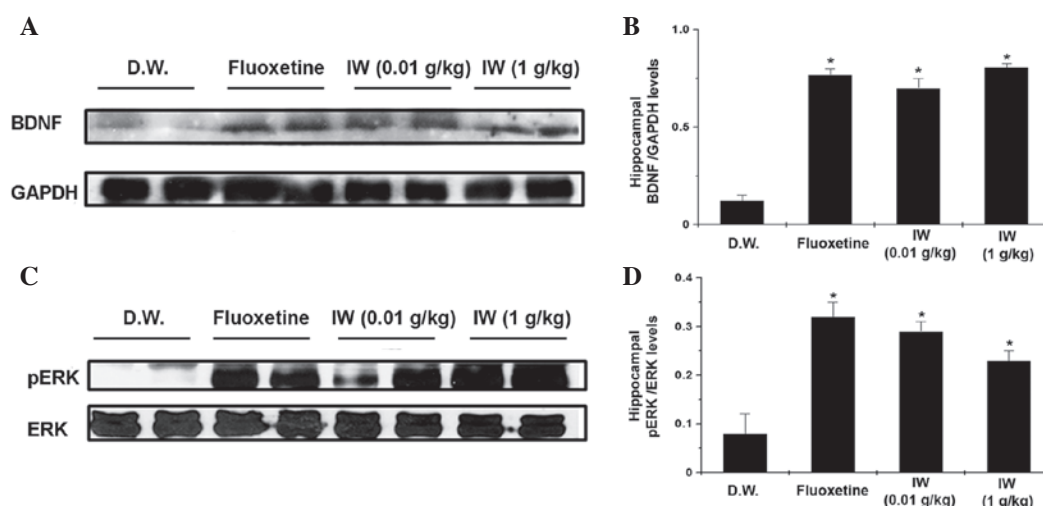 A
D.W.
Fluoxetine
IW (0.01 g/kg)
IW (1 g/kg)
BDNF
GAPDH
B
Hippocampal
BDNF /GAPDH levels
1.0
0.5
0
*
*
*
D.W.
Fluoxetine
IW
(0.01 g/kg)
IW
(1 g/kg)
C
D.W.
Fluoxetine
IW (0.01 g/kg)
IW (1 g/kg)
pERK
ERK
D
Hippocampal
pERK /ERK levels
0.4
0.3
0.2
0.1
0
*
*
*
D.W.
Fluoxetine
IW
(0.01 g/kg)
IW
(1 g/kg)